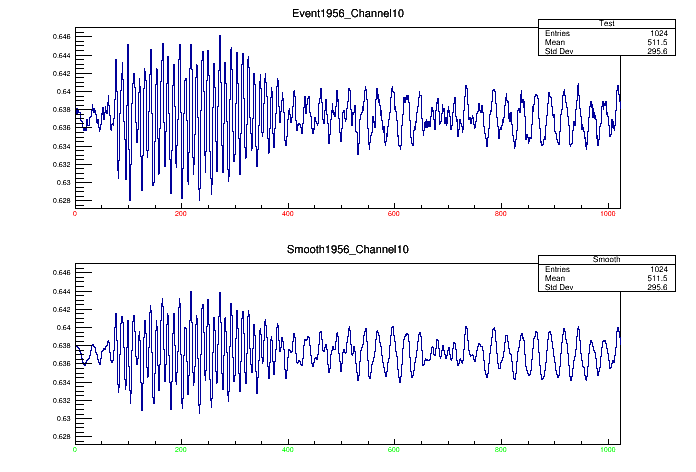 Event1956_Channel10
Test
Entries 1024
Mean 511.5
Std Dev 295.6
0.646
0.644
0.642
0.64
0.638
0.636
0.634
0.632
0.63
0.628
0 200 400 600 800 1000
Smooth1956_Channel10
Smooth
Entries 1024
Mean 511.5
Std Dev 295.6
0.646
0.644
0.642
0.64
0.638
0.636
0.634
0.632
0.63
0.628
0 200 400 600 800 1000